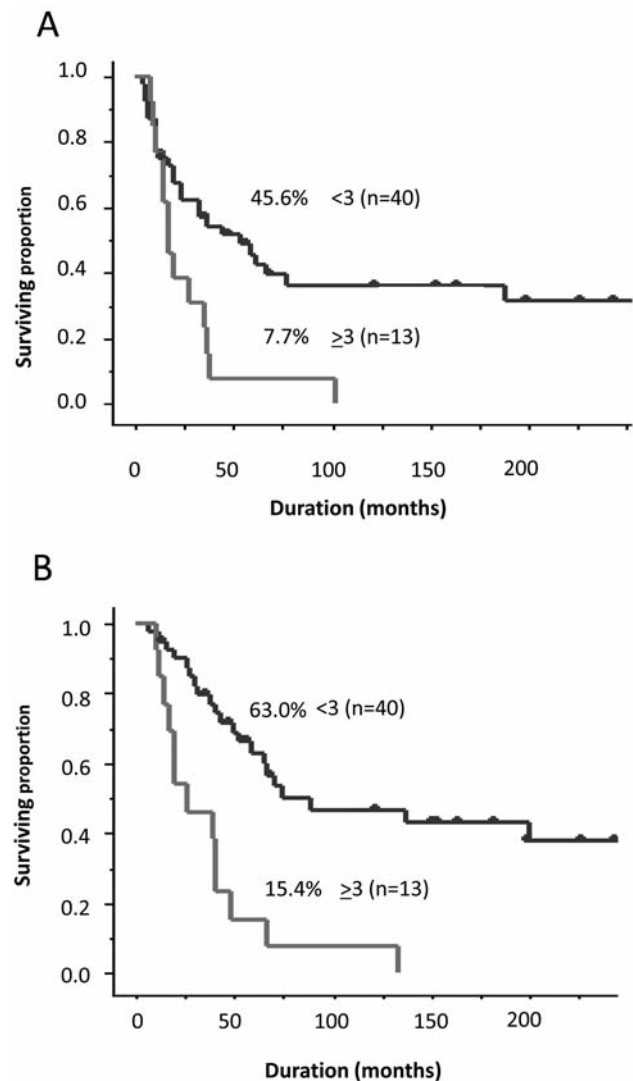 A
1.0
0.8
0.6
0.4
0.2
0.0
Surviving proportion
45.6% <3 (n=40)
7.7% ≥3 (n=13)
0 50 100 150 200
Duration (months)
B
1.0
0.8
0.6
0.4
0.2
0.0
Surviving proportion
63.0% <3 (n=40)
15.4% ≥3 (n=13)
0 50 100 150 200
Duration (months)